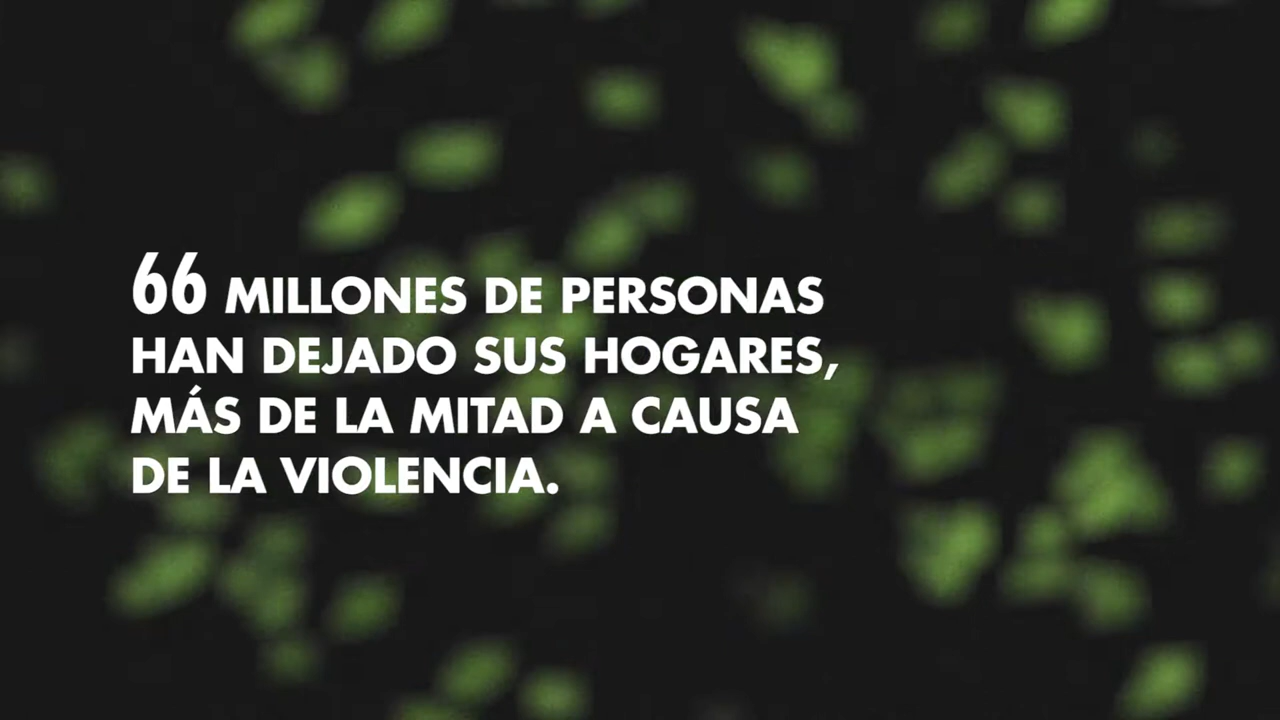 66 MILLONES DE PERSONAS
HAN DEJADO SUS HOGARES,
MÁS DE LA MITAD A CAUSA
DE LA VIOLENCIA.